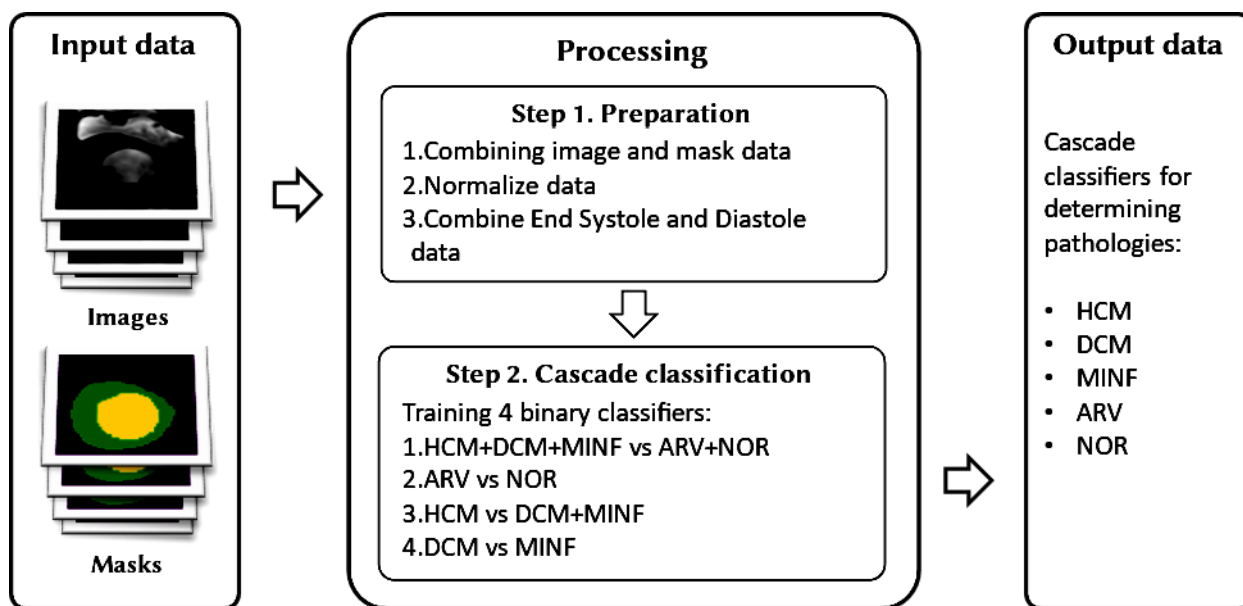 Input data
Images
Masks
Processing
Step 1. Preparation
1.Combining image and mask data
2.Normalize data
3.Combine End Systole and Diastole
data
Step 2. Cascade classification
Training 4 binary classifiers:
1.HCM+DCM+MINF vs ARV+NOR
2.ARV vs NOR
3.HCM vs DCM+MINF
4.DCM vs MINF
Output data
Cascade
classifiers for
determining
pathologies:
• HCM
• DCM
• MINF
• ARV
• NOR